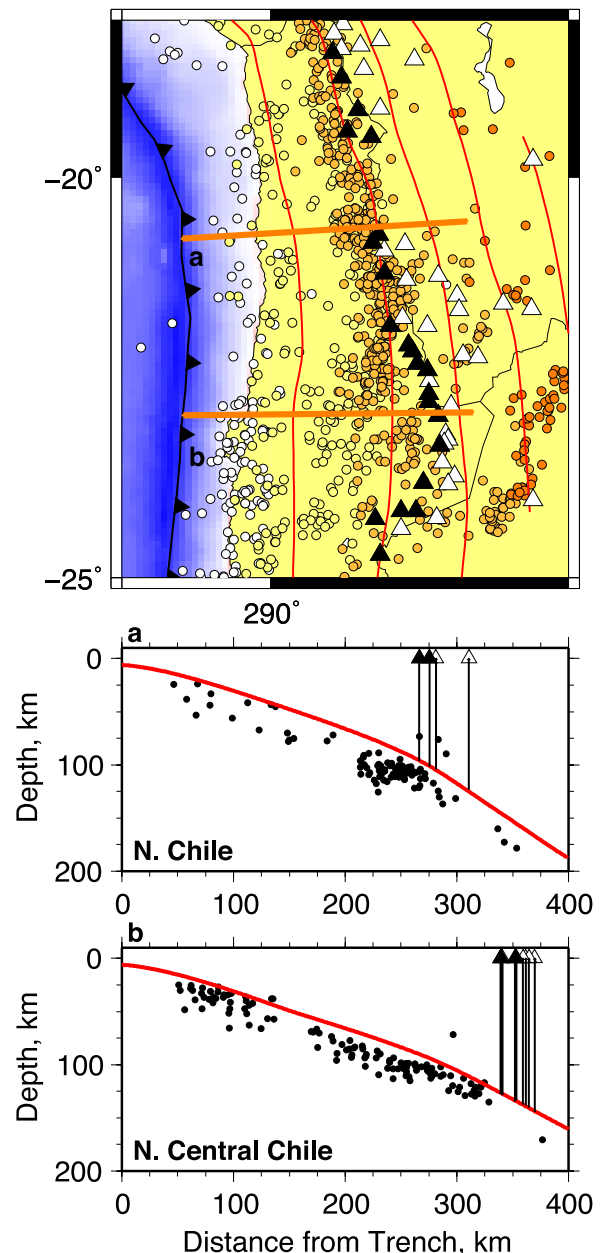 −20°
a
b
−25°
290°
a
0
100
200
Depth, km
N. Chile
0 100 200 300 400
b
0
100
200
Depth, km
N. Central Chile
0 100 200 300 400
Distance from Trench, km